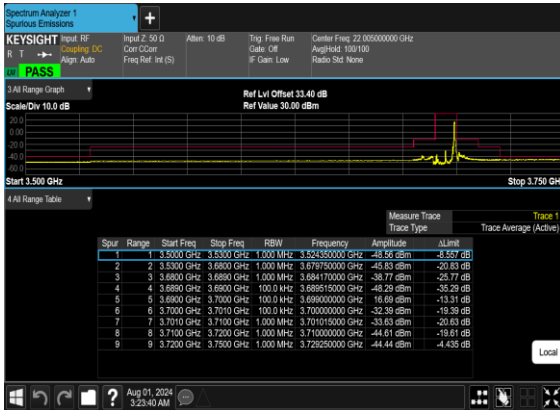 Spectrum Analyzer 1
Spurious Emissions
KEYSIGHT Input: RF Input Z: 50 Ω Atten: 10 dB Trig: Free Run Center Freq: 22.005000000 GHz
R T Coupling: DC Corr CCorr Gate: Off Avg|Hold: 100/100
Align: Auto Freq Ref: Int (S) IF Gain: Low Radio Std: None
PASS
3 All Range Graph
Ref Lvl Offset 33.40 dB
Scale/Div 10.0 dB Ref Value 30.00 dBm
20.0
0.00
-20.0
-40.0
-60.0
Start 3.500 GHz Stop 3.750 GH
4 All Range Table
Measure Trace Trace 1
Trace Type Trace Average (Active)
Spur Range Start Freq Stop Freq RBW Frequency Amplitude ΔLimit
1 1 3.5000 GHz 3.5300 GHz 1.000 MHz 3.524350000 GHz -48.56 dBm -8.557 dB
2 2 3.5300 GHz 3.6800 GHz 1.000 MHz 3.679750000 GHz -45.83 dBm -20.83 dB
3 3 3.6800 GHz 3.6890 GHz 1.000 MHz 3.684170000 GHz -38.77 dBm -25.77 dB
4 4 3.6890 GHz 3.6900 GHz 100.0 kHz 3.689515000 GHz -48.29 dBm -35.29 dB
5 5 3.6900 GHz 3.7000 GHz 100.0 kHz 3.699000000 GHz 16.69 dBm -13.31 dB
6 6 3.7000 GHz 3.7010 GHz 100.0 kHz 3.700000000 GHz -32.39 dBm -19.39 dB
7 7 3.7010 GHz 3.7100 GHz 1.000 MHz 3.701015000 GHz -33.63 dBm -20.63 dB
8 8 3.7100 GHz 3.7200 GHz 1.000 MHz 3.710000000 GHz -44.61 dBm -19.61 dB
9 9 3.7200 GHz 3.7500 GHz 1.000 MHz 3.729250000 GHz -44.44 dBm -4.435 dB
Local
? Aug 01, 2024
3:23:40 AM